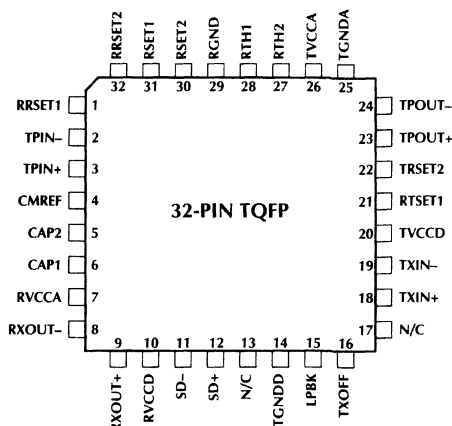 RRSET2
RSET1
RSET2
RGND
RTH1
RTH2
TVCCA
TGNDA
32 31 30 29 28 27 26 25
RRSET1 1
TPIN– 2
TPIN+ 3
CMREF 4
CAP2 5
CAP1 6
RVCCA 7
RXOUT– 8
32-PIN TQFP
24 TPOUT–
23 TPOUT+
22 TRSET2
21 RTSET1
20 TVCCD
19 TXIN–
18 TXIN+
17 N/C
9 10 11 12 13 14 15 16
RXOUT+
RVCCD
SD–
SD+
N/C
TGNDD
LPBK
TXOFF